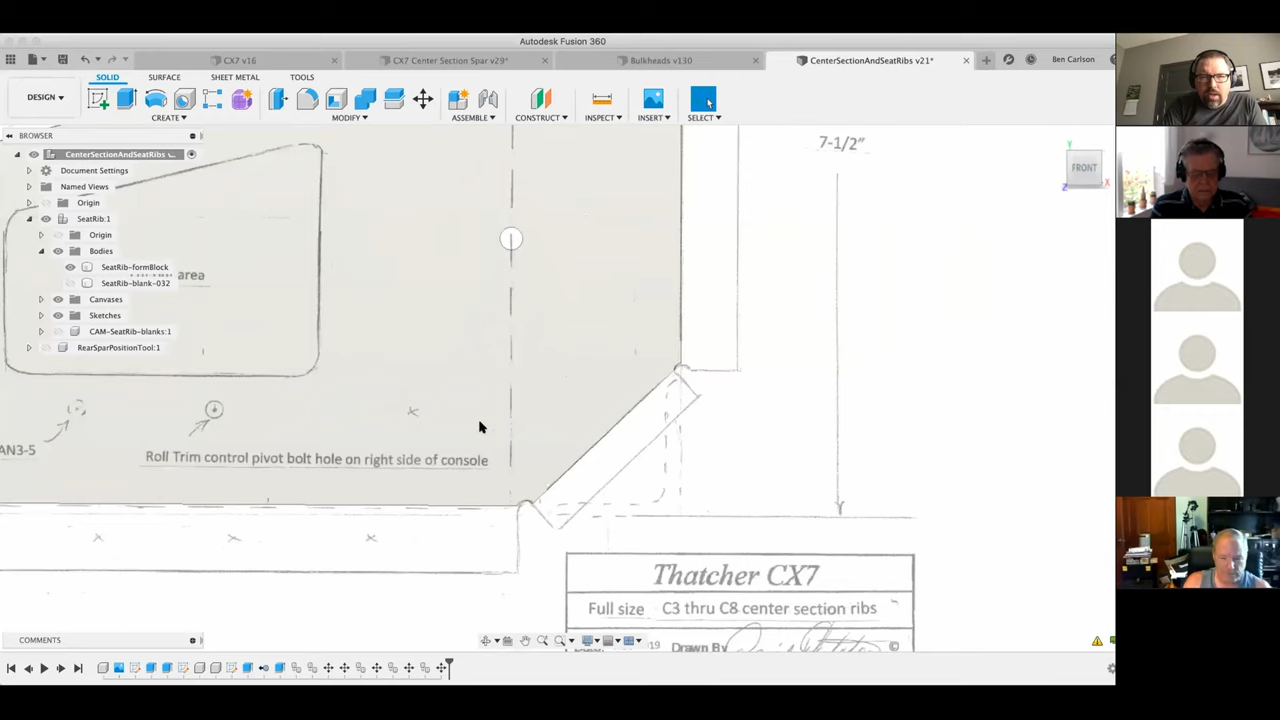 Autodesk Fusion 360
CX7 v16
CX7 Center Section Spar v29*
Bulkheads v130
CenterSectionAndSeatRibs v21*
Ben Carlson
DESIGN
SOLID
SURFACE
SHEET METAL
TOOLS
CREATE
MODIFY
ASSEMBLE
CONSTRUCT
INSPECT
INSERT
SELECT
BROWSER
CenterSectionAndSeatRibs
Document Settings
Named Views
Origin
SeatRib:1
Origin
Bodies
SeatRib-formBlock
SeatRib-blank-032
Canvases
Sketches
CAM-SeatRib-blanks:1
RearSparPositionTool:1
area
7-1/2"
FRONT
Y
X
Z
AN3-5
Roll Trim control pivot bolt hole on right side of console
Thatcher CX7
Full size C3 thru C8 center section ribs
Drawn By
©
COMMENTS